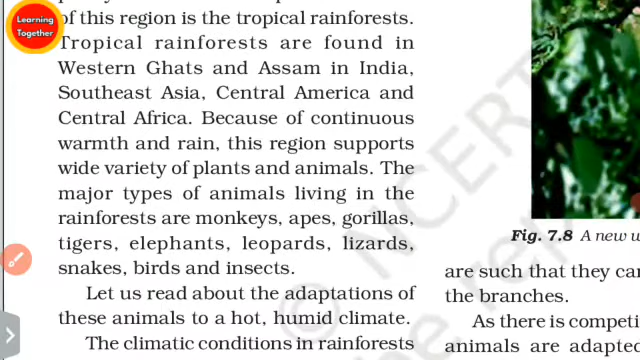 Learning
Together
of this region is the tropical rainforests.
Tropical rainforests are found in
Western Ghats and Assam in India,
Southeast Asia, Central America and
Central Africa. Because of continuous
warmth and rain, this region supports
wide variety of plants and animals. The
major types of animals living in the
rainforests are monkeys, apes, gorillas,
tigers, elephants, leopards, lizards,
snakes, birds and insects.
Let us read about the adaptations of
these animals to a hot, humid climate.
The climatic conditions in rainforests
Fig. 7.8 A new
are such that they
the branches.
As there is
animals are adapted
© NCERT